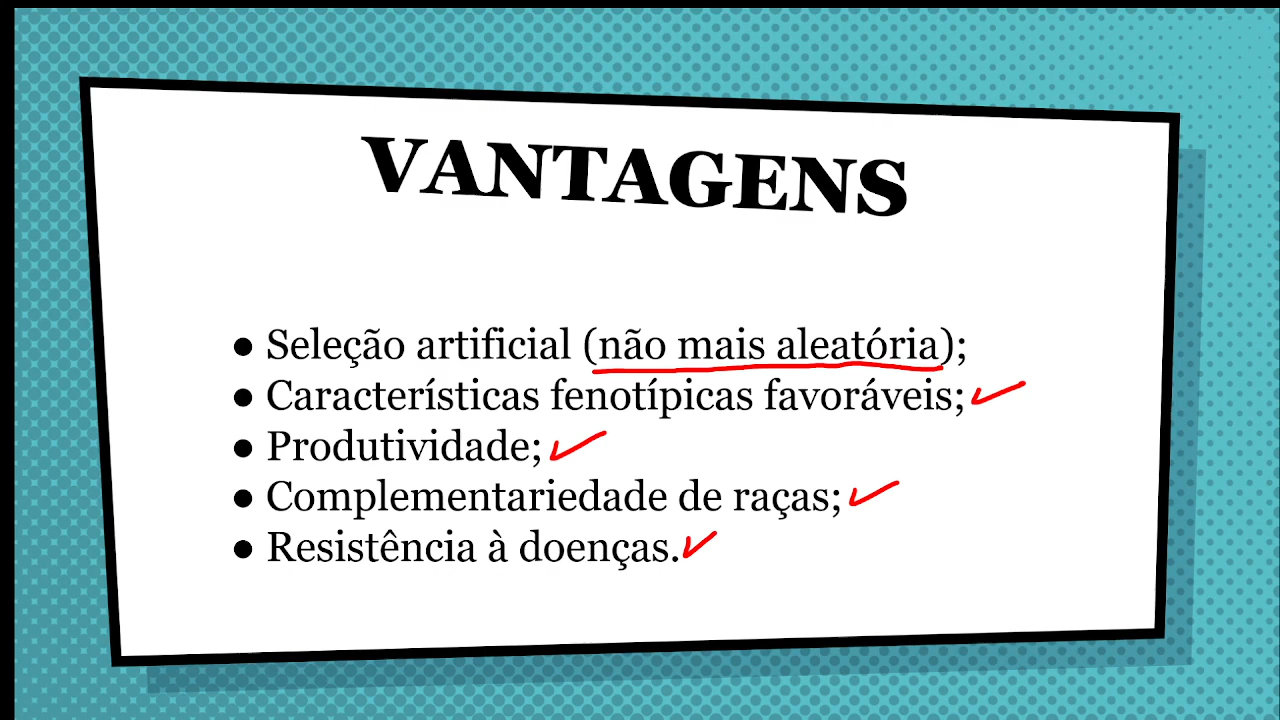 VANTAGENS
● Seleção artificial (não mais aleatória);
● Características fenotípicas favoráveis;
● Produtividade;
● Complementariedade de raças;
● Resistência à doenças.